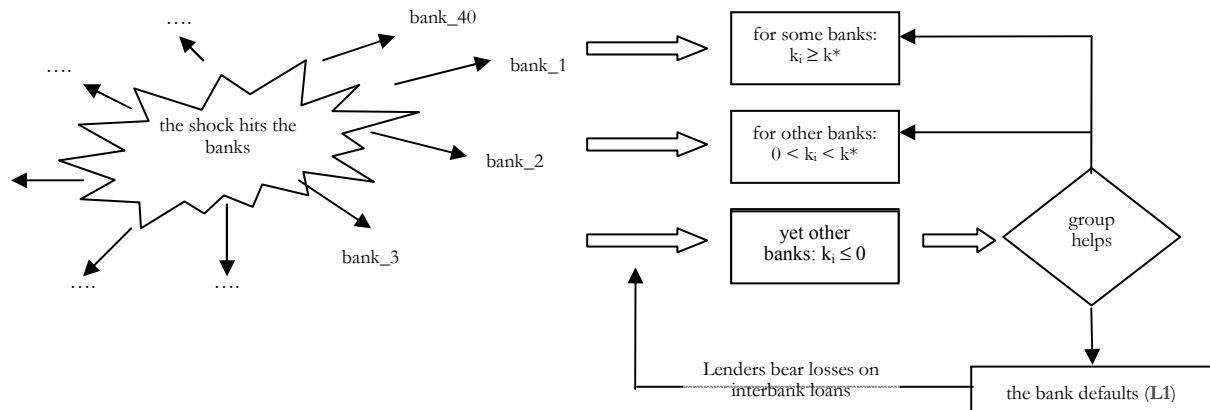 ….
bank_40
….
bank_1
the shock hits the
banks
bank_2
bank_3
….
….
for some banks:
kᵢ ≥ k*
for other banks:
0 < kᵢ < k*
yet other
banks: kᵢ ≤ 0
group
helps
Lenders bear losses on
interbank loans
the bank defaults (L1)